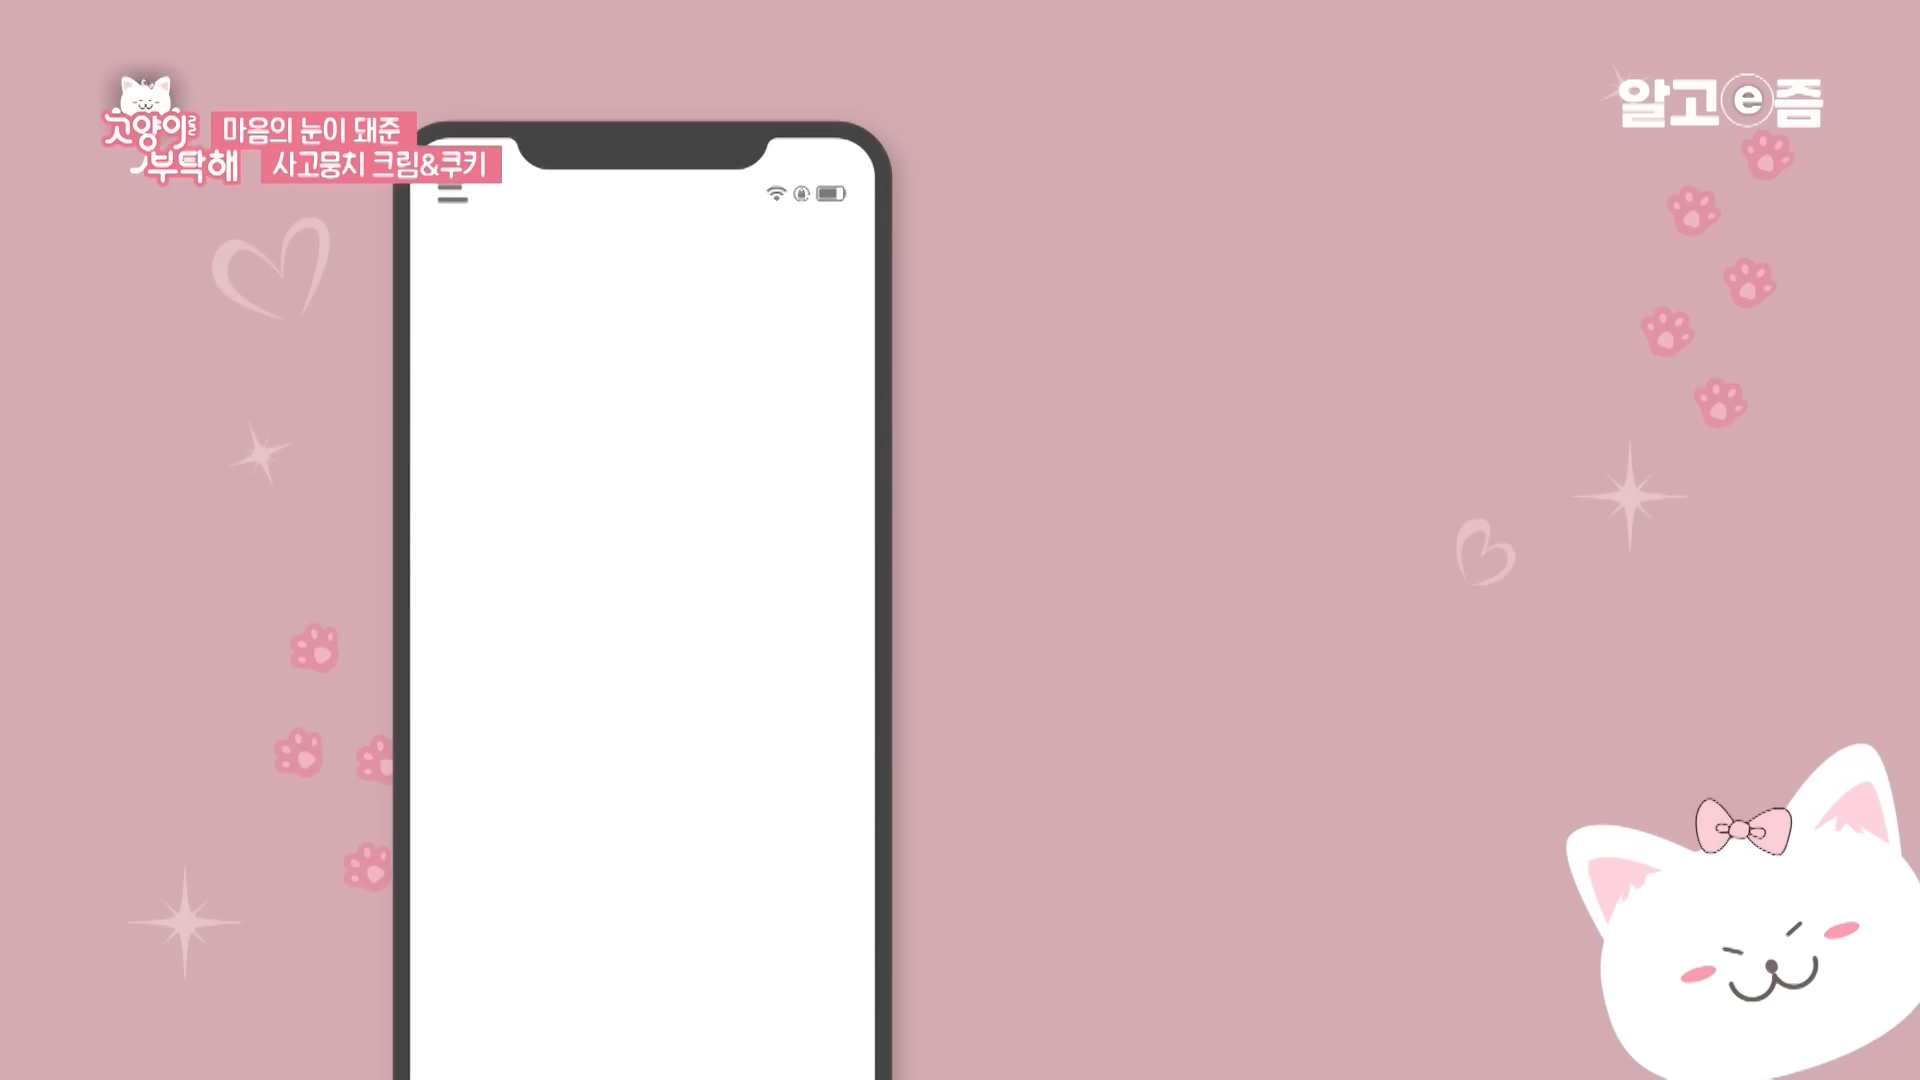 고양이를
부탁해
마음의 눈이 돼준
사고뭉치 크림&쿠키
알고e즘